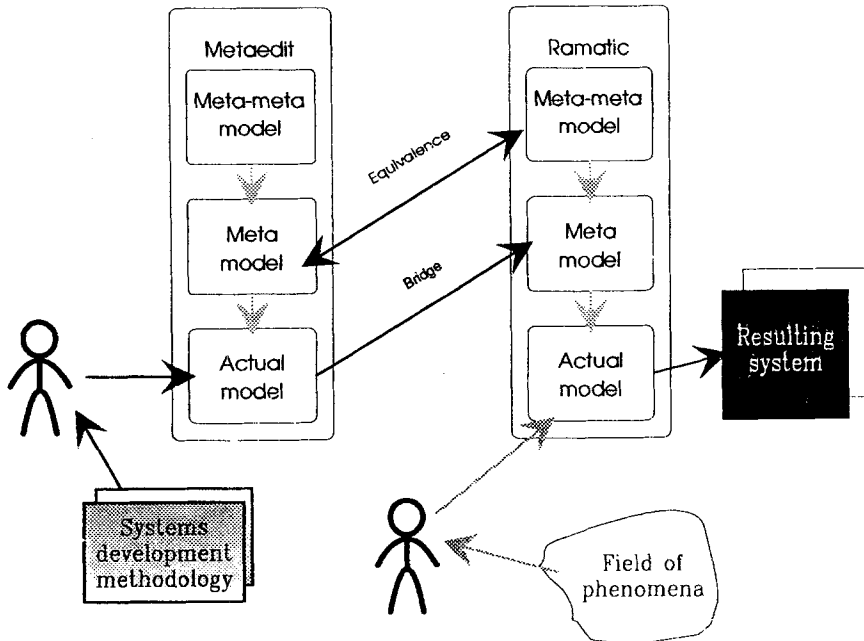 Metaedit
Meta-meta
model
Meta
model
Actual
model
Equivalence
Bridge
Ramatic
Meta-meta
model
Meta
model
Actual
model
Resulting
system
Systems
development
methodology
Field of
phenomena